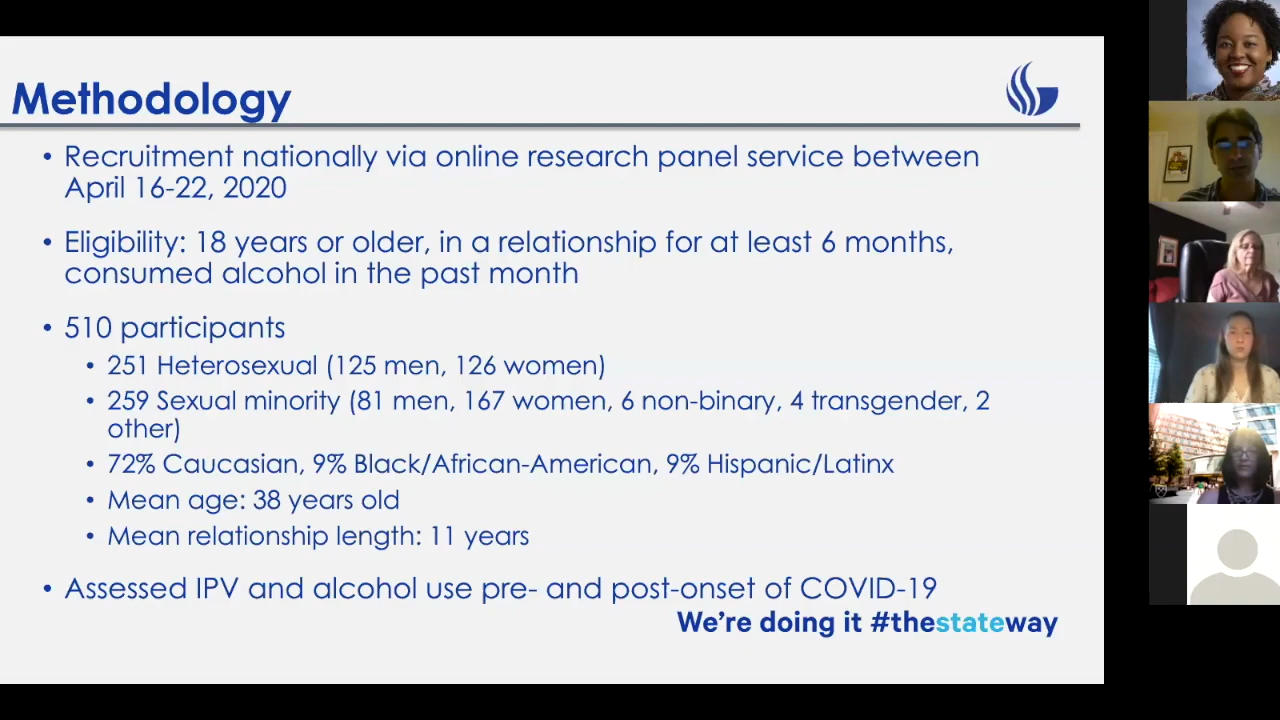 Methodology
• Recruitment nationally via online research panel service between
April 16-22, 2020
• Eligibility: 18 years or older, in a relationship for at least 6 months,
consumed alcohol in the past month
• 510 participants
• 251 Heterosexual (125 men, 126 women)
• 259 Sexual minority (81 men, 167 women, 6 non-binary, 4 transgender, 2
other)
• 72% Caucasian, 9% Black/African-American, 9% Hispanic/Latinx
• Mean age: 38 years old
• Mean relationship length: 11 years
• Assessed IPV and alcohol use pre- and post-onset of COVID-19
We're doing it #thestateway